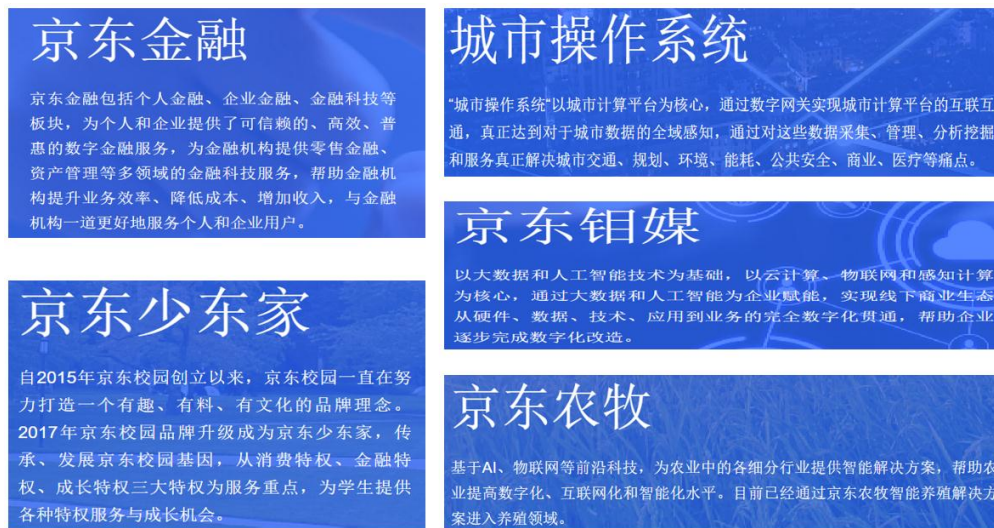 京东金融
京东金融包括个人金融、企业金融、金融科技等
板块，为个人和企业提供了可信赖的、高效、普
惠的数字金融服务，为金融机构提供零售金融、
资产管理等多领域的金融科技服务，帮助金融机
构提升业务效率、降低成本、增加收入，与金融
机构一道更好地服务个人和企业用户。
京东少东家
自2015年京东校园创立以来，京东校园一直在努
力打造一个有趣、有料、有文化的品牌理念。
2017年京东校园品牌升级成为京东少东家，传
承、发展京东校园基因，从消费特权、金融特
权、成长特权三大特权为服务重点，为学生提供
各种特权服务与成长机会。
城市操作系统
“城市操作系统”以城市计算平台为核心，通过数字网关实现城市计算平台的互联互
通，真正达到对于城市数据的全域感知，通过对这些数据采集、管理、分析挖掘
和服务真正解决城市交通、规划、环境、能耗、公共安全、商业、医疗等痛点。
京东钼媒
以大数据和人工智能技术为基础，以云计算、物联网和感知计算
为核心，通过大数据和人工智能为企业赋能，实现线下商业生态
从硬件、数据、技术、应用到业务的完全数字化贯通，帮助企业
逐步完成数字化改造。
京东农牧
基于AI、物联网等前沿科技，为农业中的各细分行业提供智能解决方案，帮助农
业提高数字化、互联网化和智能化水平。目前已经通过京东农牧智能养殖解决方
案进入养殖领域。